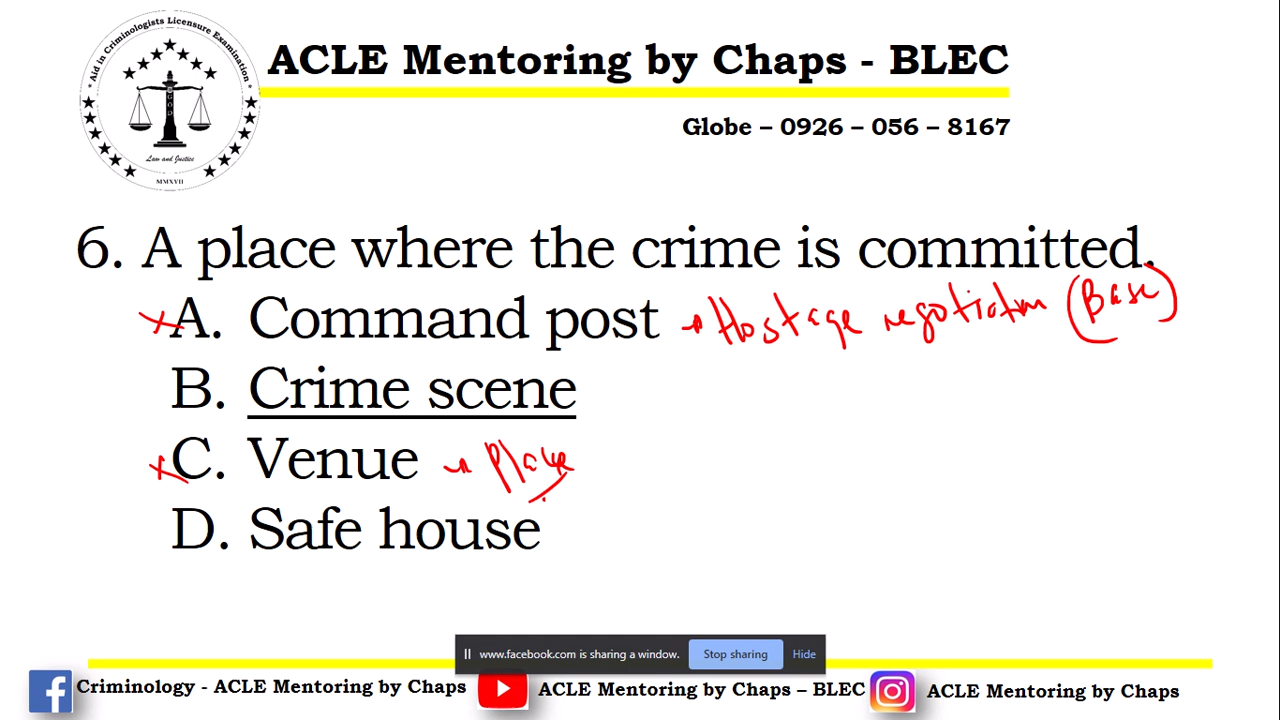 Aid in Criminologists Licensure Examination
GOD
Law and Justice
MMXVII
ACLE Mentoring by Chaps - BLEC
Globe – 0926 – 056 – 8167
6. A place where the crime is committed.
A. Command post → Hostage negotiation (Base)
B. Crime scene
C. Venue → Place
D. Safe house
www.facebook.com is sharing a window. Stop sharing Hide
Criminology - ACLE Mentoring by Chaps ACLE Mentoring by Chaps – BLEC ACLE Mentoring by Chaps